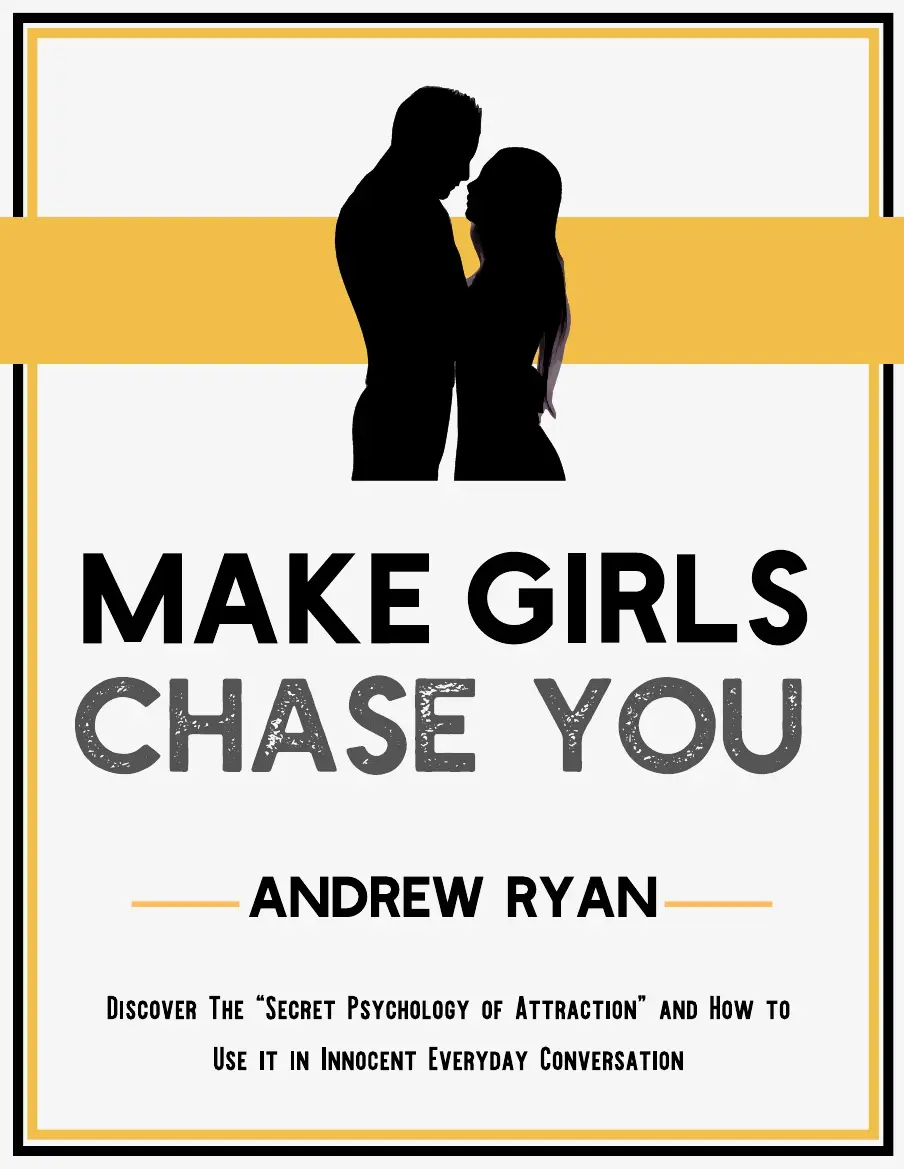 MAKE GIRLS
CHASE YOU
ANDREW RYAN
Discover The “Secret Psychology of Attraction” and How to
Use it in Innocent Everyday Conversation